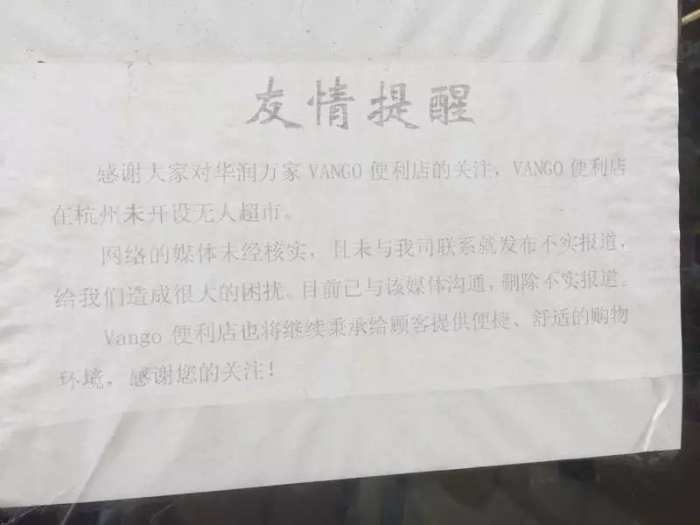 友情提醒
感谢大家对华润万家 VANGO 便利店的关注，VANGO 便利店
在杭州未开设无人超市。
网络的媒体未经核实，且未与我司联系就发布不实报道，
给我们造成很大的困扰。目前已与该媒体沟通，删除不实报道。
Vango 便利店也将继续秉承给顾客提供便捷、舒适的购物
环境，感谢您的关注！